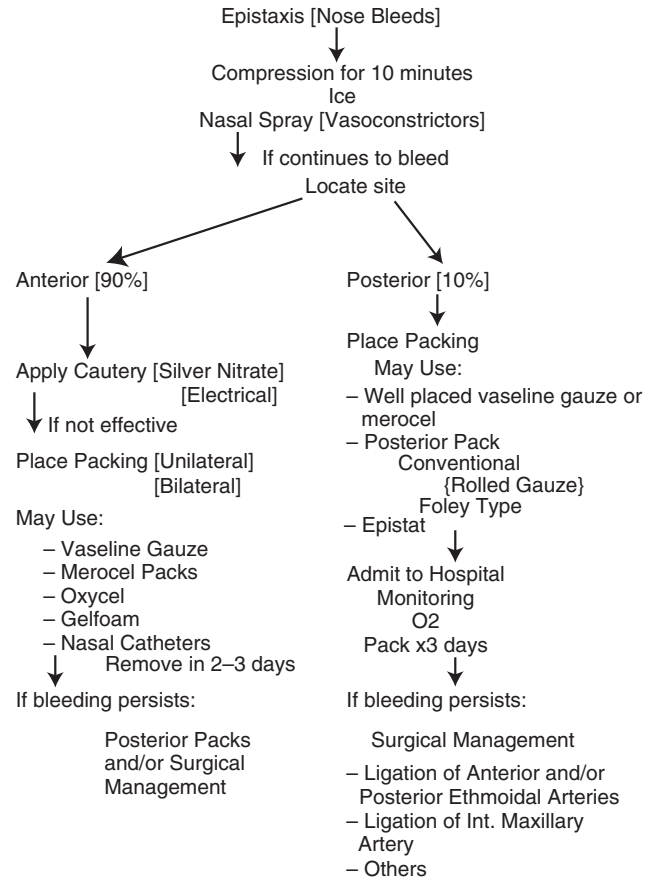 Epistaxis [Nose Bleeds]
Compression for 10 minutes
Ice
Nasal Spray [Vasoconstrictors]
If continues to bleed
Locate site
Anterior [90%]
Apply Cautery [Silver Nitrate]
[Electrical]
If not effective
Place Packing [Unilateral]
[Bilateral]
May Use:
– Vaseline Gauze
– Merocel Packs
– Oxycel
– Gelfoam
– Nasal Catheters
Remove in 2–3 days
If bleeding persists:
Posterior Packs
and/or Surgical
Management
Posterior [10%]
Place Packing
May Use:
– Well placed vaseline gauze or
merocel
– Posterior Pack
Conventional
{Rolled Gauze}
Foley Type
– Epistat
Admit to Hospital
Monitoring
O2
Pack x3 days
If bleeding persists:
Surgical Management
– Ligation of Anterior and/or
Posterior Ethmoidal Arteries
– Ligation of Int. Maxillary
Artery
– Others